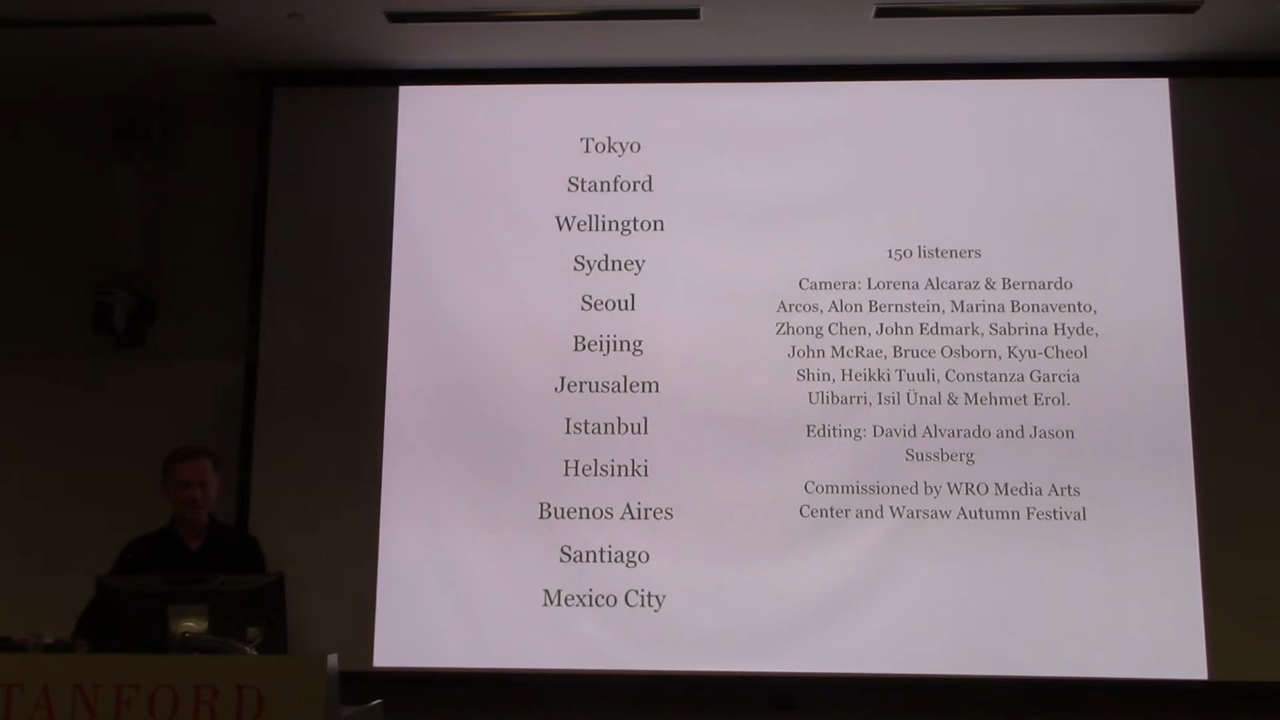 Tokyo
Stanford
Wellington
Sydney
Seoul
Beijing
Jerusalem
Istanbul
Helsinki
Buenos Aires
Santiago
Mexico City
150 listeners
Camera: Lorena Alcaraz & Bernardo
Arcos, Alon Bernstein, Marina Bonavento,
Zhong Chen, John Edmark, Sabrina Hyde,
John McRae, Bruce Osborn, Kyu-Cheol
Shin, Heikki Tuuli, Constanza Garcia
Ulibarri, Isil Ünal & Mehmet Erol.
Editing: David Alvarado and Jason
Sussberg
Commissioned by WRO Media Arts
Center and Warsaw Autumn Festival
TANFORD